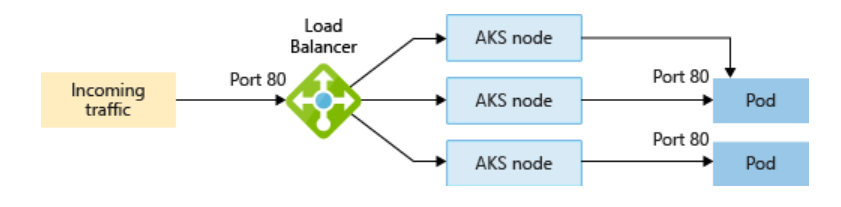 Load
Balancer
AKS node
Incoming
traffic
Port 80
AKS node
Port 80
Pod
AKS node
Port 80
Pod